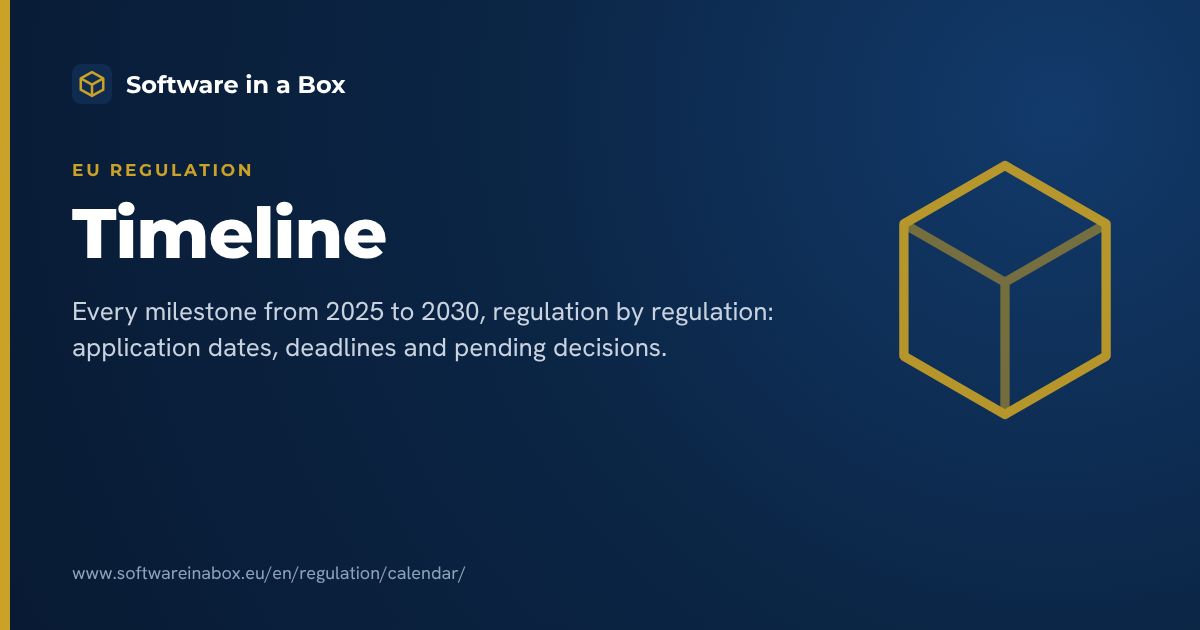 Software in a Box
EU REGULATION
Timeline
Every milestone from 2025 to 2030, regulation by regulation:
application dates, deadlines and pending decisions.
www.softwareinabox.eu/en/regulation/calendar/